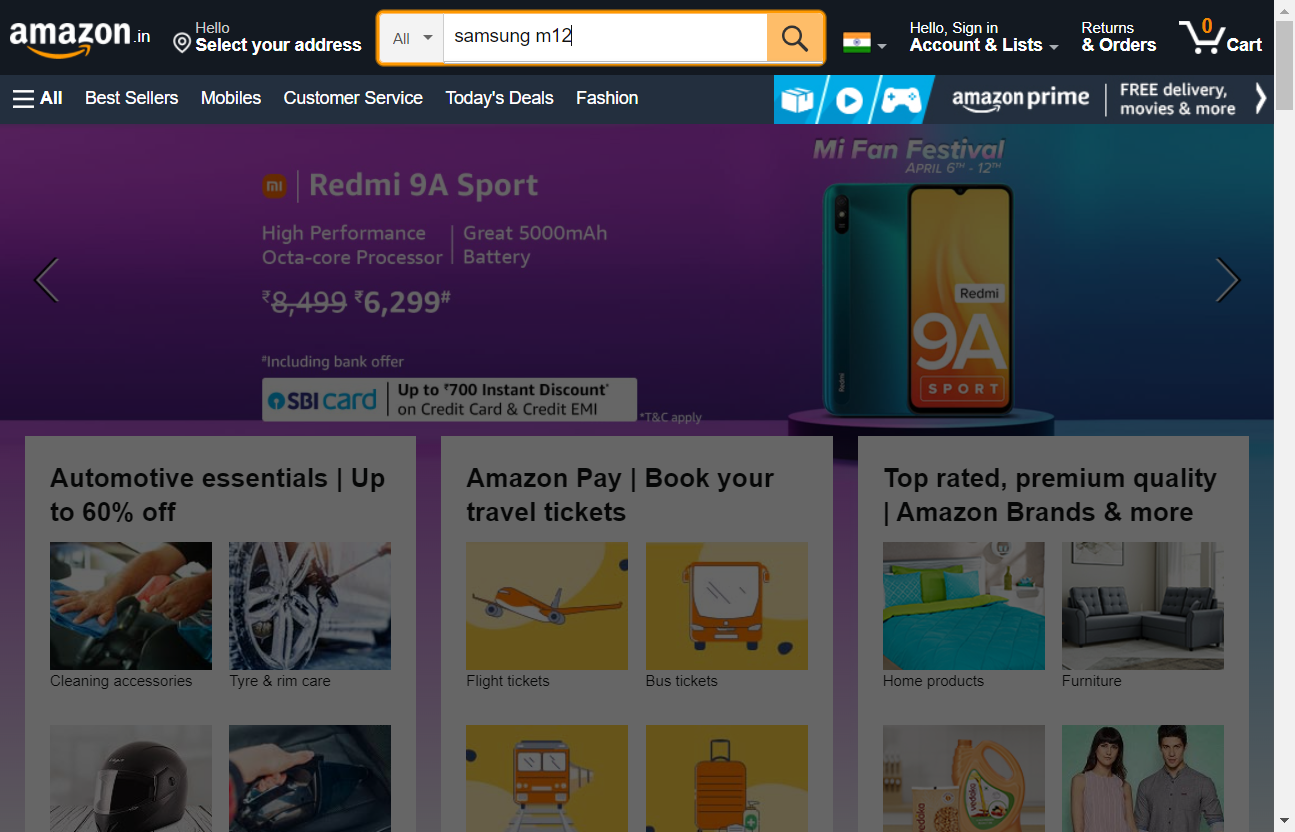 amazon.in
Hello
Select your address
All
samsung m12
Hello, Sign in
Account & Lists
Returns
& Orders
0
Cart
All
Best Sellers
Mobiles
Customer Service
Today's Deals
Fashion
amazon prime
FREE delivery,
movies & more
Mi Fan Festival
APRIL 6TH - 12TH
mi
Redmi 9A Sport
High Performance
Octa-core Processor
Great 5000mAh
Battery
₹8,499 ₹6,299#
#Including bank offer
SBI card
Up to ₹700 Instant Discount*
on Credit Card & Credit EMI
*T&C apply
Redmi
Redmi
9A
SPORT
Automotive essentials | Up
to 60% off
Cleaning accessories
Tyre & rim care
Amazon Pay | Book your
travel tickets
Flight tickets
Bus tickets
Top rated, premium quality
| Amazon Brands & more
Home products
Furniture
vedaka
vedaka